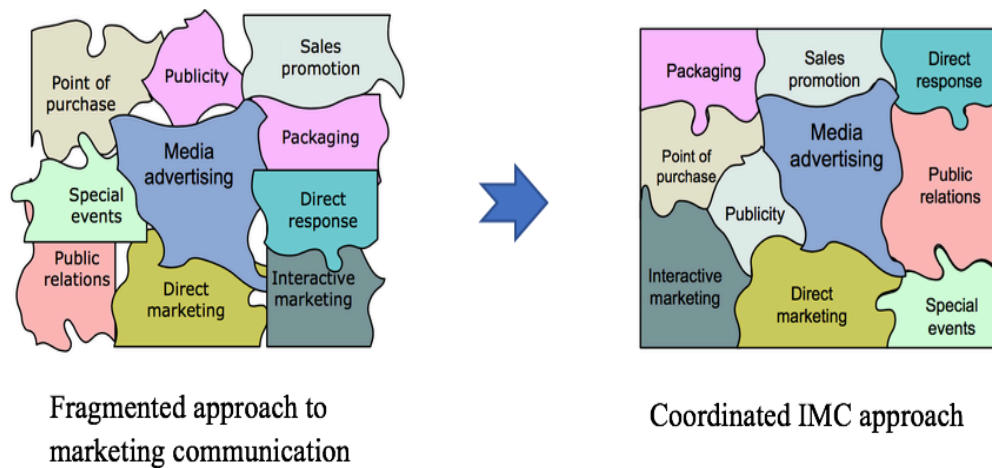 Point of
purchase
Publicity
Sales
promotion
Media
advertising
Packaging
Special
events
Direct
response
Public
relations
Direct
marketing
Interactive
marketing
Fragmented approach to
marketing communication
Packaging
Sales
promotion
Direct
response
Point of
purchase
Media
advertising
Public
relations
Publicity
Interactive
marketing
Direct
marketing
Special
events
Coordinated IMC approach